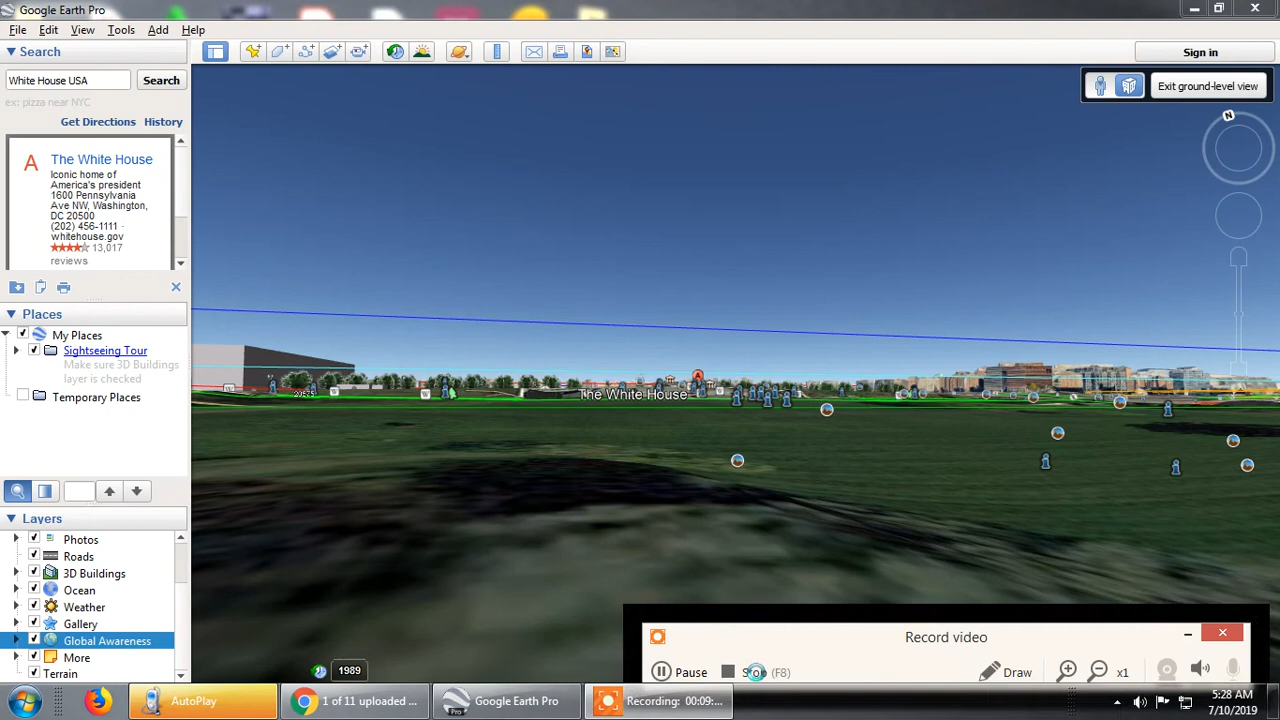 Google Earth Pro
File Edit View Tools Add Help
Search
Sign in
White House USA Search
Exit ground-level view
ex: pizza near NYC
Get Directions History
N
A The White House
Iconic home of
America's president
1600 Pennsylvania
Ave NW, Washington,
DC 20500
(202) 456-1111 ·
whitehouse.gov
13,017
reviews
Places
My Places
Sightseeing Tour
Make sure 3D Buildings
layer is checked
Temporary Places
A
20575
The White House
Layers
Photos
Roads
3D Buildings
Ocean
Weather
Gallery
Global Awareness
More
Terrain
1989
Record video
Pause Stop (F8) Draw x1
AutoPlay
1 of 11 uploaded ...
Google Earth Pro
Recording: 00:09:...
5:28 AM
7/10/2019